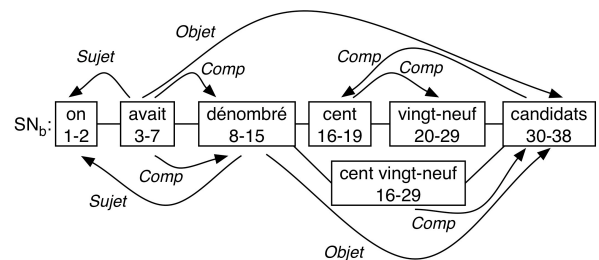 Objet
Sujet
Comp
Comp
Comp
SNb:
on
1-2
avait
3-7
dénombré
8-15
cent
16-19
vingt-neuf
20-29
candidats
30-38
cent vingt-neuf
16-29
Comp
Sujet
Comp
Objet